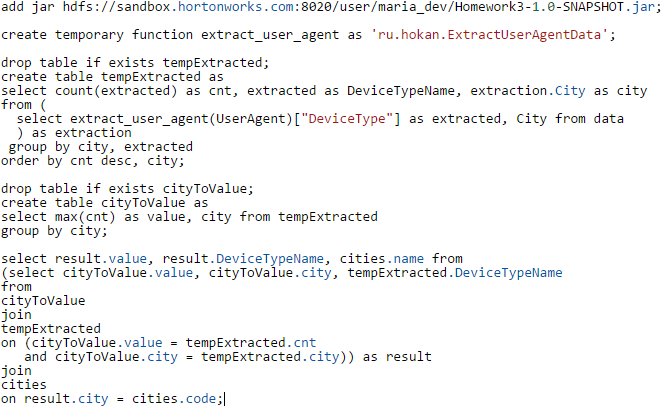 add jar hdfs://sandbox.hortonworks.com:8020/user/maria_dev/Homework3-1.0-SNAPSHOT.jar;
create temporary function extract_user_agent as 'ru.hokan.ExtractUserAgentData';
drop table if exists tempExtracted;
create table tempExtracted as
select count(extracted) as cnt, extracted as DeviceTypeName, extraction.City as city
from (
  select extract_user_agent(UserAgent)["DeviceType"] as extracted, City from data
  ) as extraction
 group by city, extracted
order by cnt desc, city;
drop table if exists cityToValue;
create table cityToValue as
select max(cnt) as value, city from tempExtracted
group by city;
select result.value, result.DeviceTypeName, cities.name from
(select cityToValue.value, cityToValue.city, tempExtracted.DeviceTypeName
from
cityToValue
join
tempExtracted
on (cityToValue.value = tempExtracted.cnt
   and cityToValue.city = tempExtracted.city)) as result
join
cities
on result.city = cities.code;